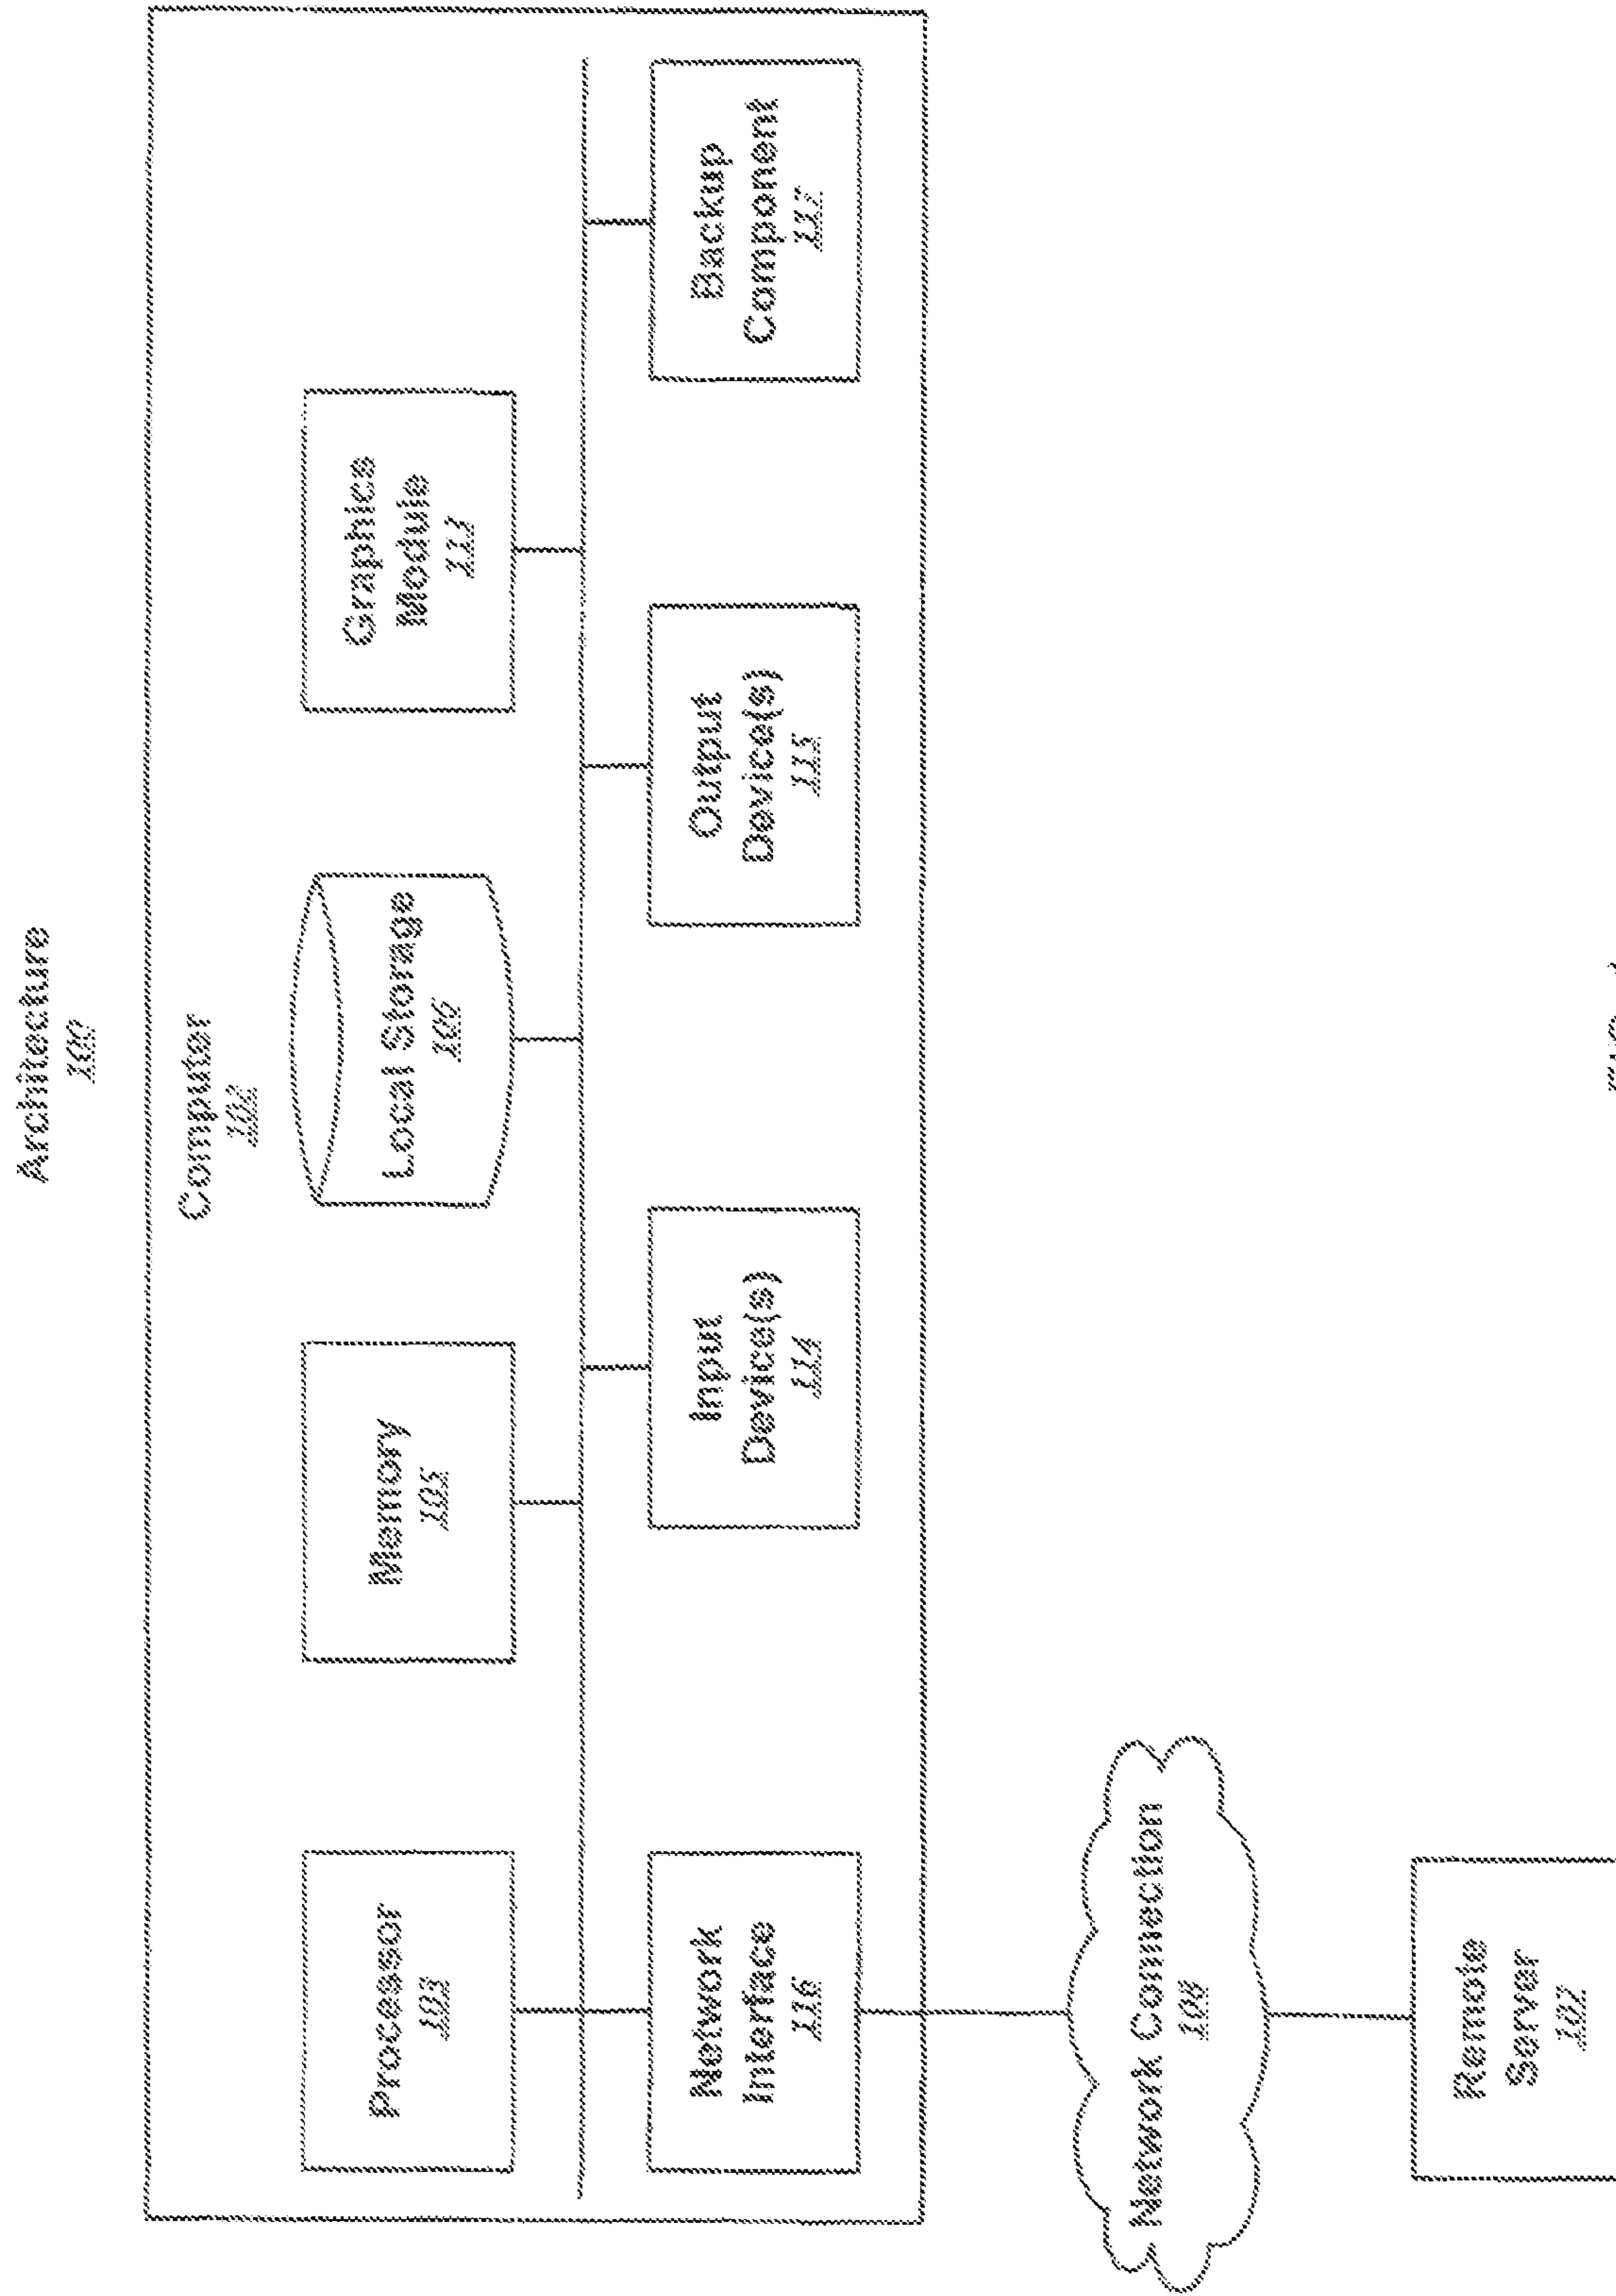 Architecture
100
Computer
102
Processor
103
Memory
105
Local Storage
106
Graphics
Module
113
Network
Interface
116
Input
Device(s)
114
Output
Device(s)
115
Backup
Component
117
Network Connection
108
Remote
Server
107